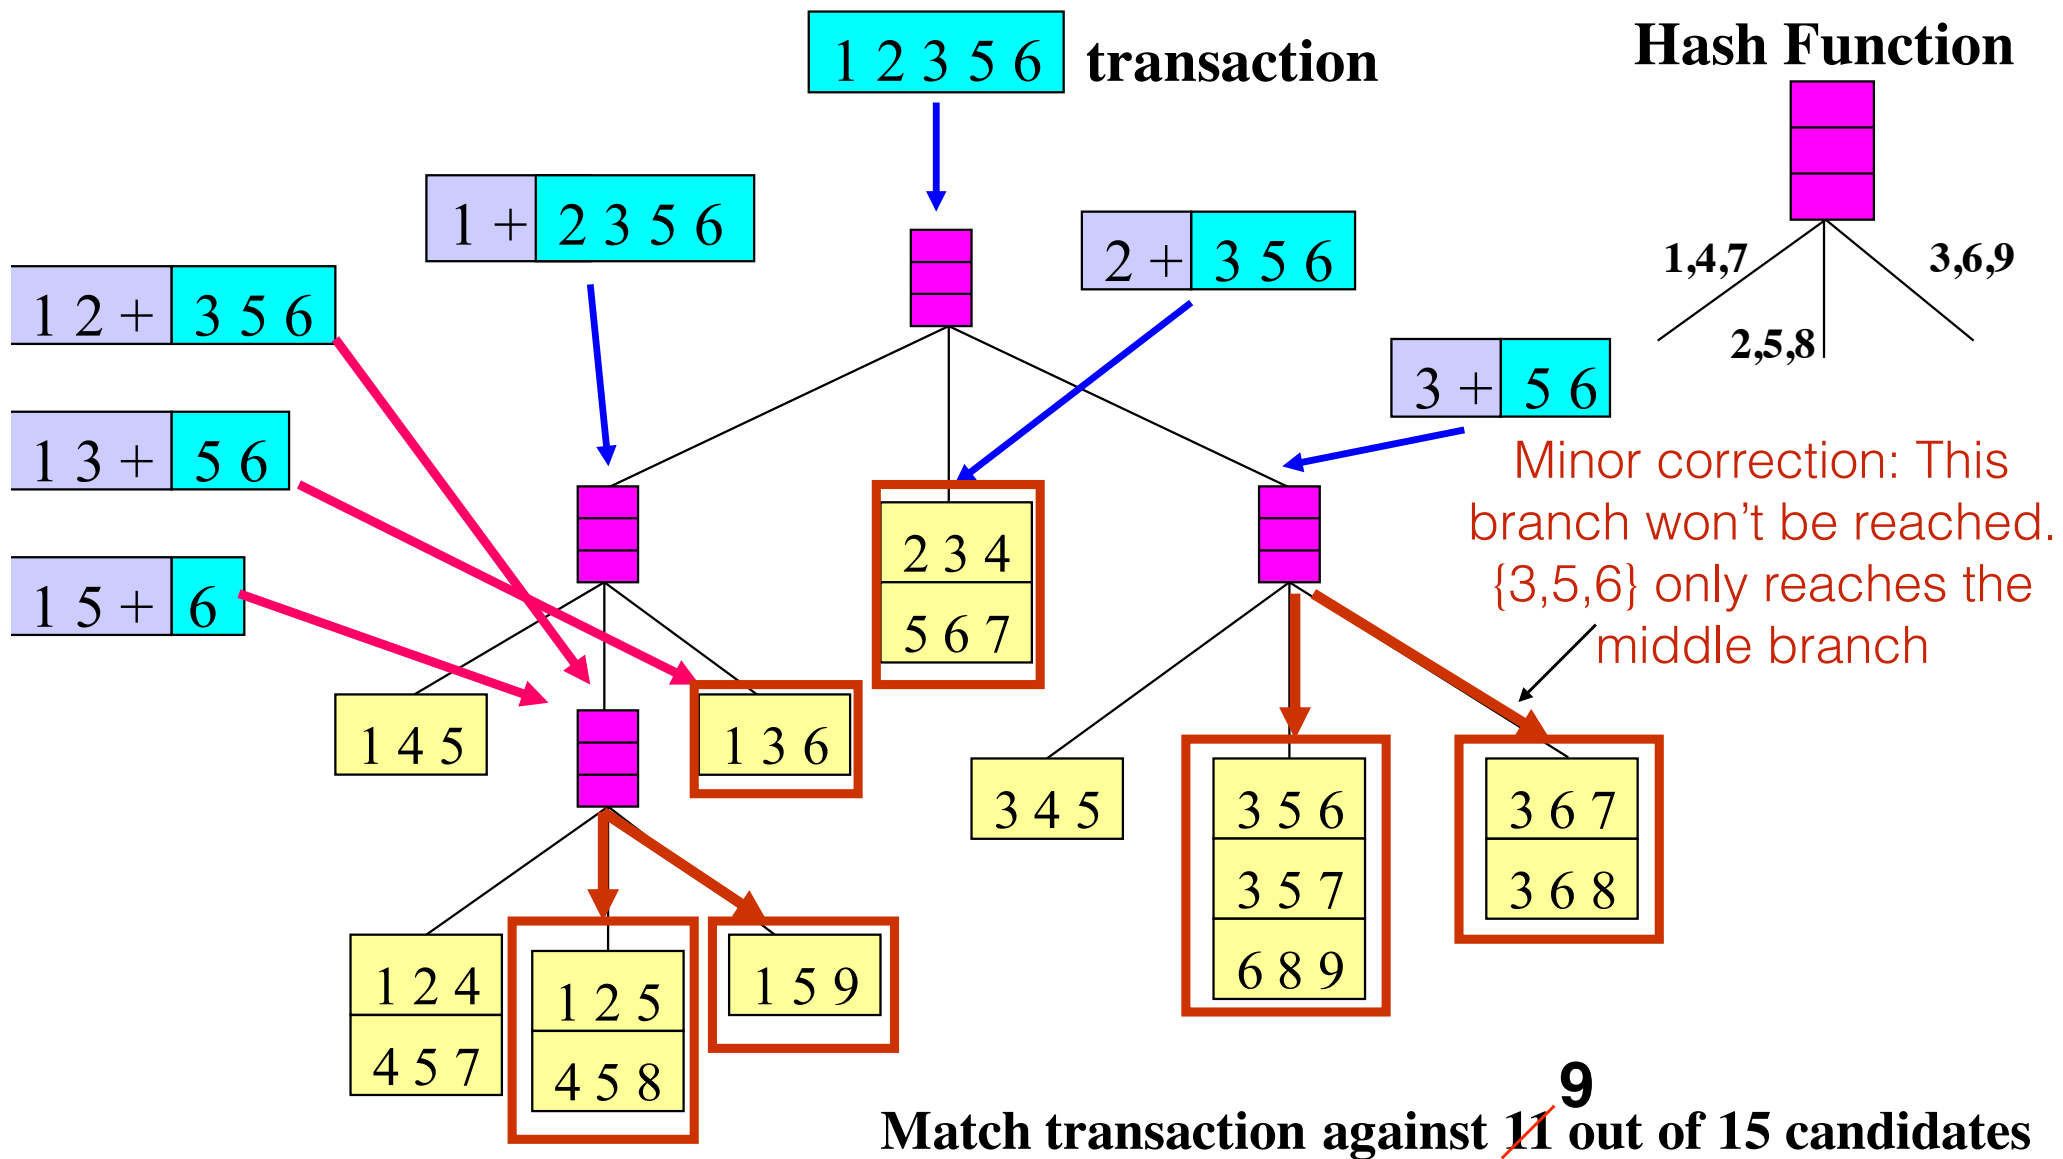 1 2 3 5 6 transaction
Hash Function
1,4,7
2,5,8
3,6,9
1 + 2 3 5 6
2 + 3 5 6
3 + 5 6
1 2 + 3 5 6
1 3 + 5 6
1 5 + 6
Minor correction: This
branch won't be reached.
{3,5,6} only reaches the
middle branch
2 3 4
5 6 7
1 4 5
1 3 6
3 4 5
3 5 6
3 5 7
6 8 9
3 6 7
3 6 8
1 2 4
4 5 7
1 2 5
4 5 8
1 5 9
9
Match transaction against 11 out of 15 candidates